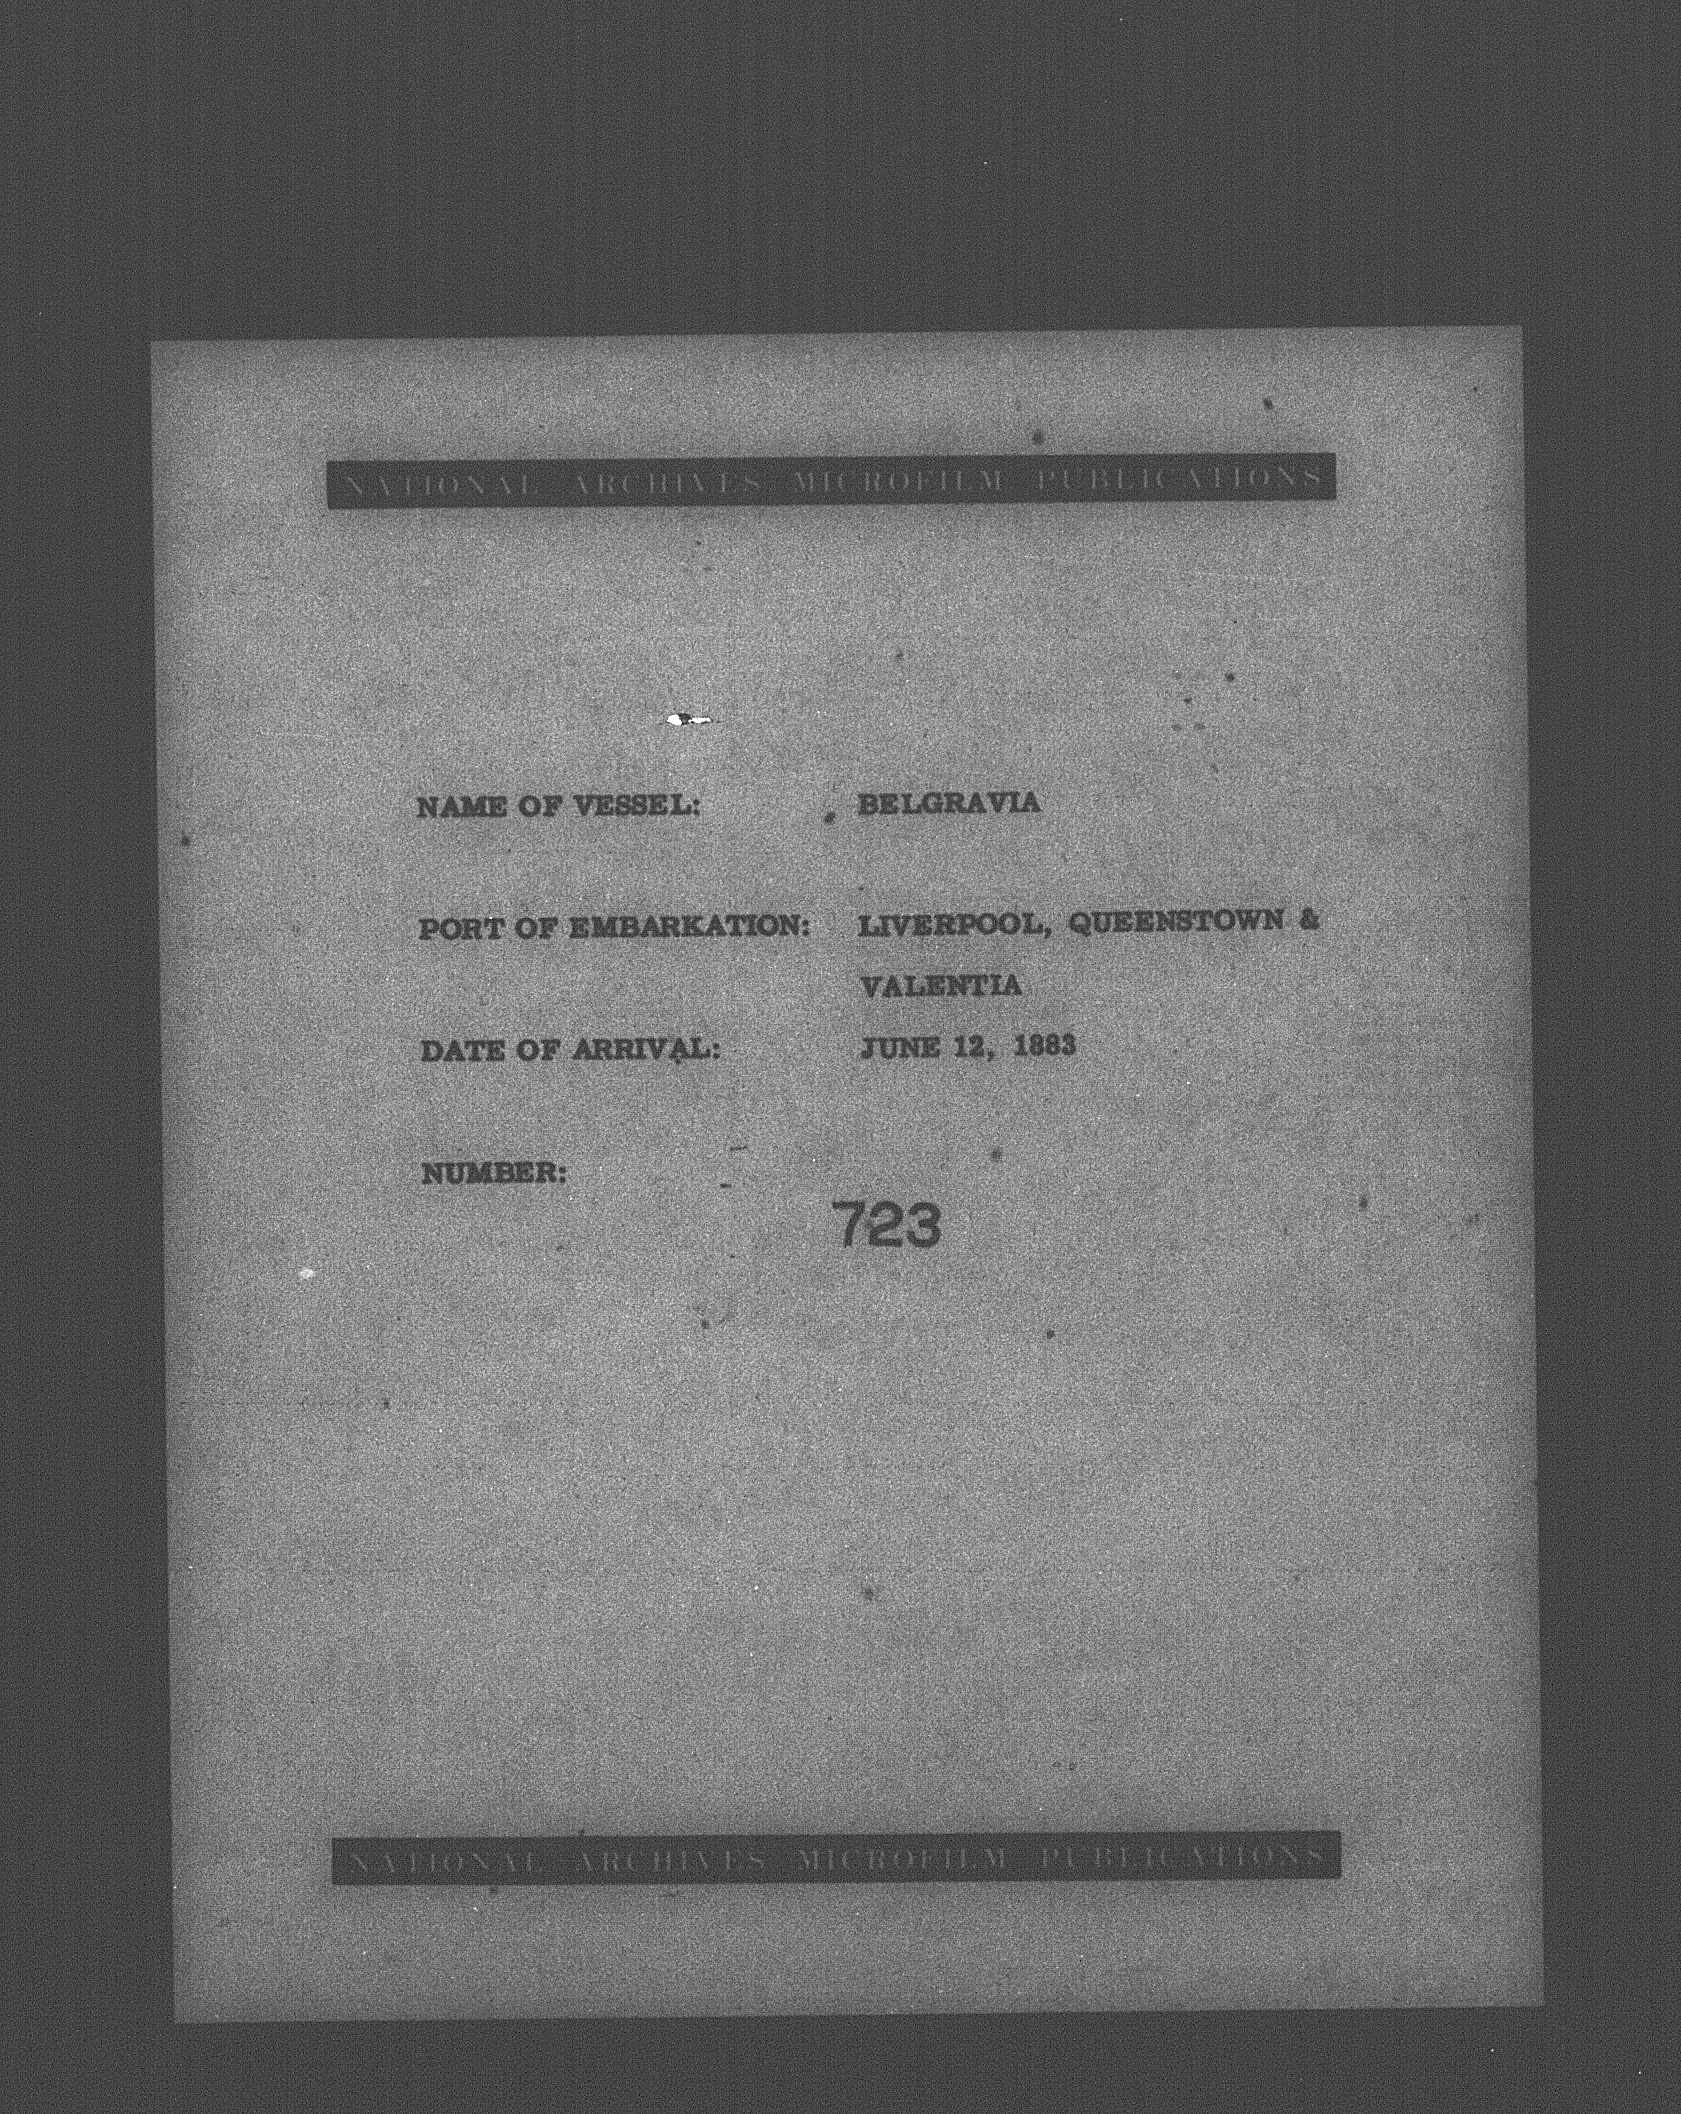 NATIONAL ARCHIVES MICROFILM PUBLICATIONS
NAME OF VESSEL: BELGRAVIA
PORT OF EMBARKATION: LIVERPOOL, QUEENSTOWN &
VALENTIA
DATE OF ARRIVAL: JUNE 12, 1883
NUMBER:
723
NATIONAL ARCHIVES MICROFILM PUBLICATIONS